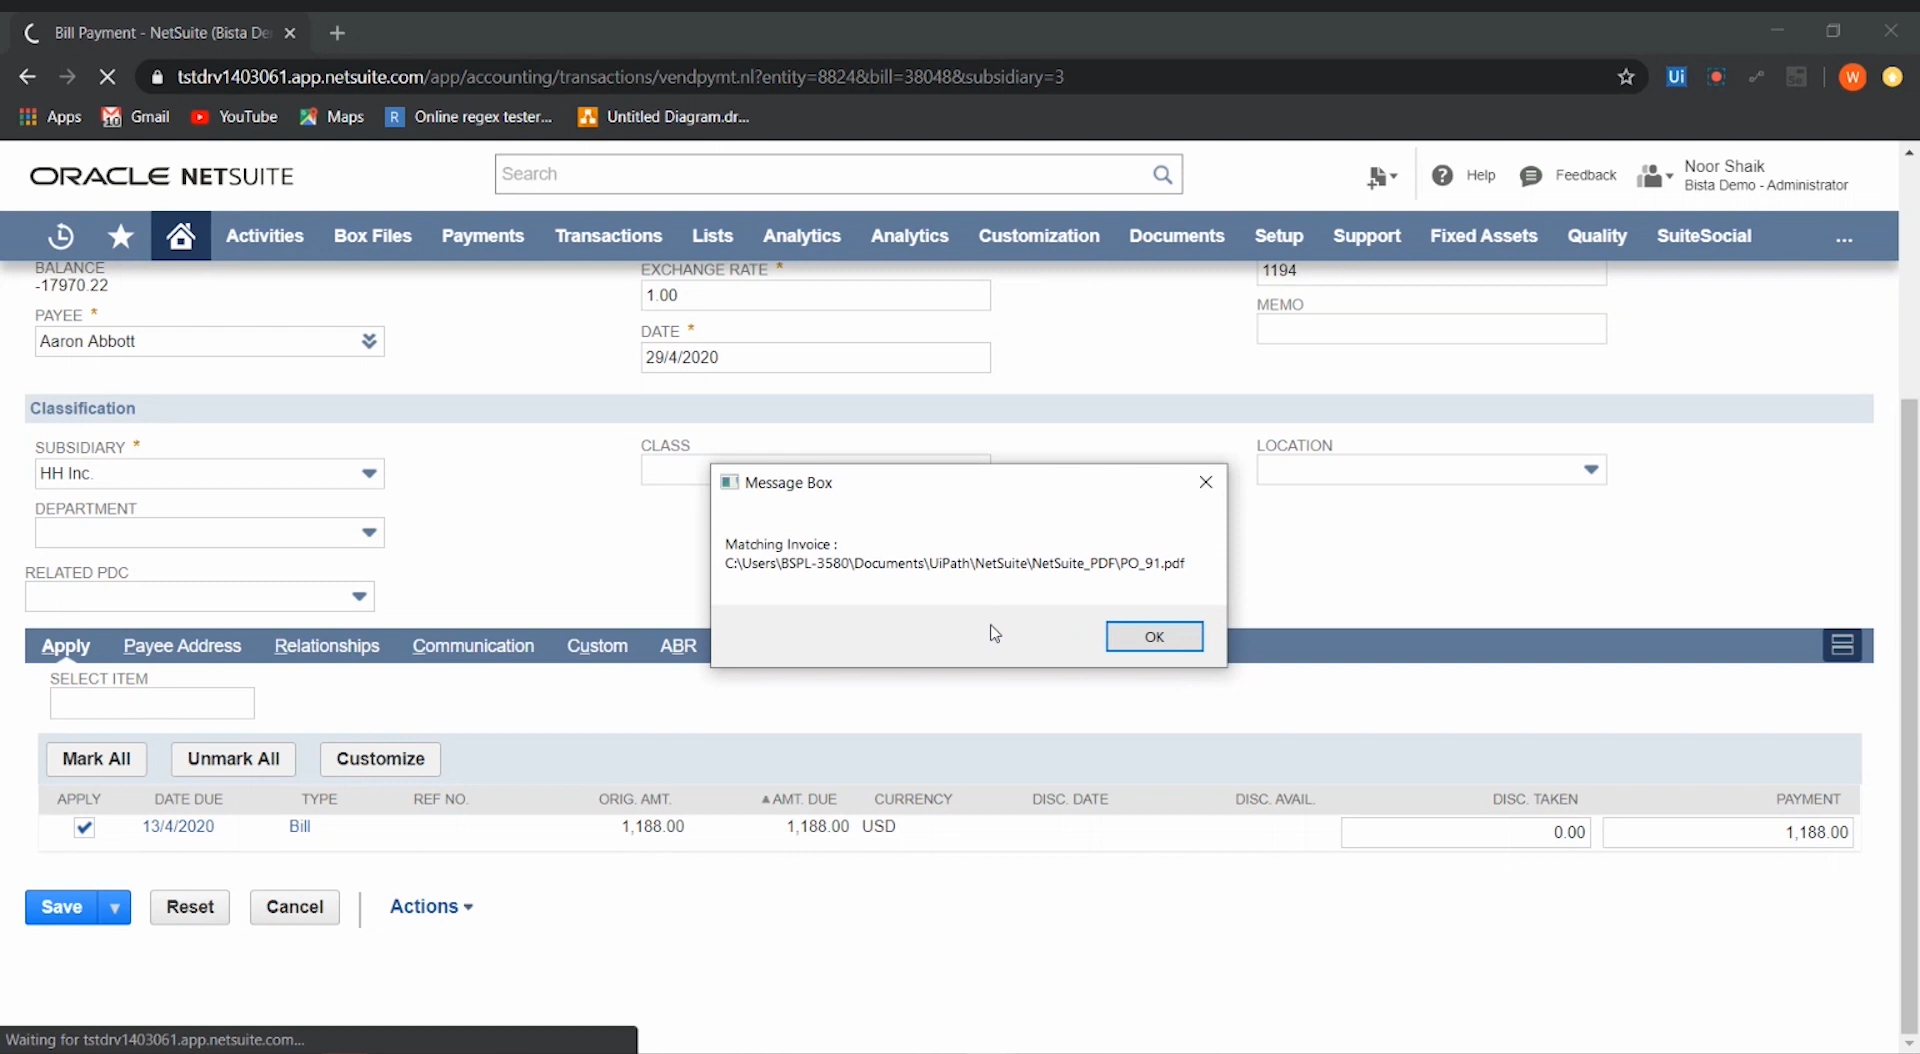 Bill Payment - NetSuite (Bista De
tstdrv1403061.app.netsuite.com/app/accounting/transactions/vendpymt.nl?entity=8824&bill=38048&subsidiary=3
Ui
W
Apps
10
Gmail
YouTube
Maps
R
Online regex tester...
Untitled Diagram.dr...
ORACLE NETSUITE
Search
Help
Feedback
Noor Shaik
Bista Demo - Administrator
Activities
Box Files
Payments
Transactions
Lists
Analytics
Analytics
Customization
Documents
Setup
Support
Fixed Assets
Quality
SuiteSocial
...
BALANCE
-17970.22
PAYEE *
Aaron Abbott
EXCHANGE RATE *
1.00
DATE *
29/4/2020
1194
MEMO
Classification
SUBSIDIARY *
HH Inc.
DEPARTMENT
RELATED PDC
CLASS
LOCATION
Message Box
Matching Invoice :
C:\Users\BSPL-3580\Documents\UiPath\NetSuite\NetSuite_PDF\PO_91.pdf
OK
Apply
Payee Address
Relationships
Communication
Custom
ABR
SELECT ITEM
Mark All
Unmark All
Customize
APPLY DATE DUE TYPE REF NO. ORIG. AMT. ▲AMT. DUE CURRENCY DISC. DATE DISC. AVAIL. DISC. TAKEN PAYMENT
13/4/2020 Bill 1,188.00 1,188.00 USD 0.00 1,188.00
Save
Reset
Cancel
Actions
Waiting for tstdrv1403061.app.netsuite.com...